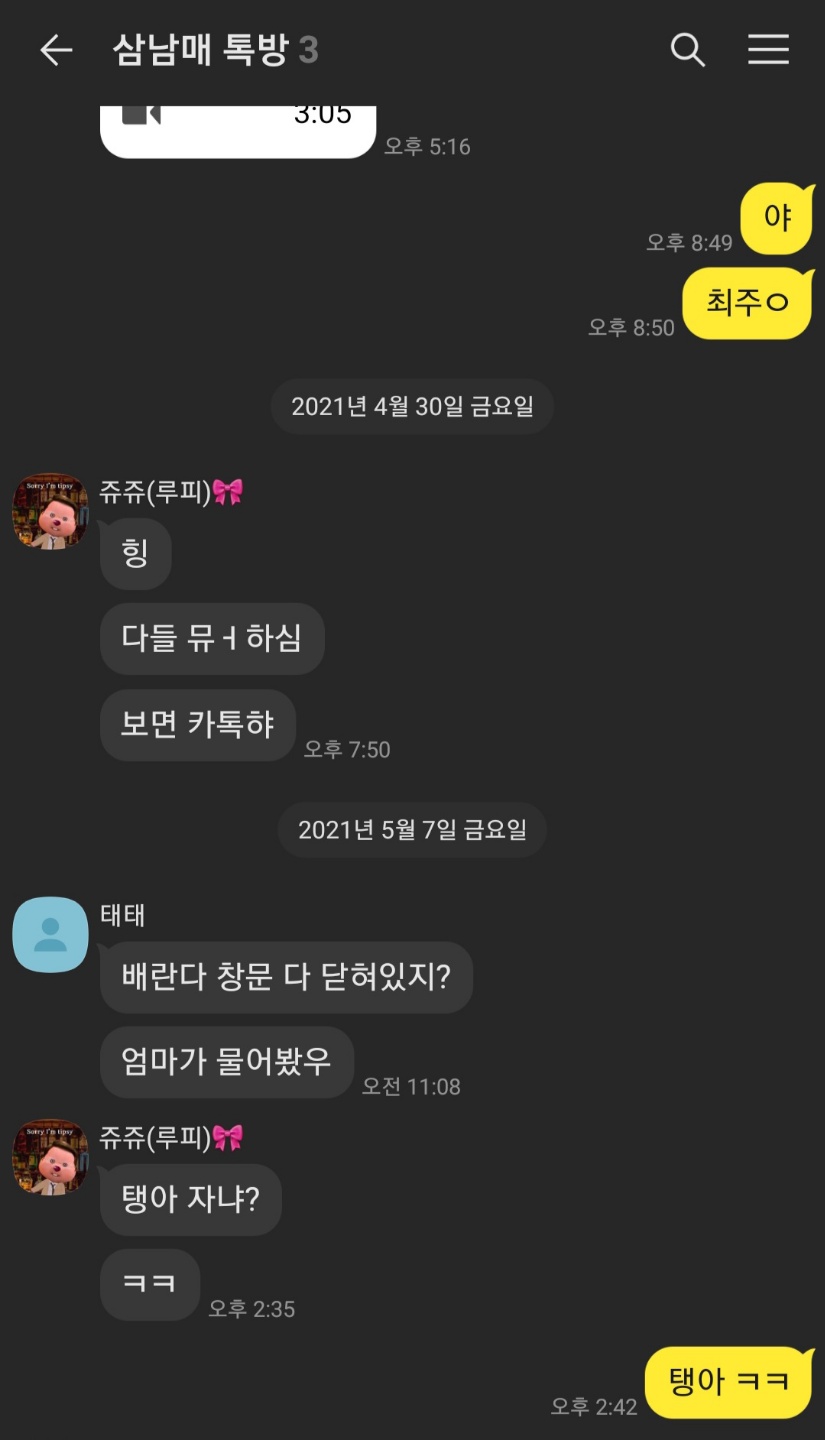 삼남매 톡방 3
3:05
오후 5:16
야
오후 8:49
최주ㅇ
오후 8:50
2021년 4월 30일 금요일
Sorry I'm tipsy
쥬쥬(루피)🎀
힝
다들 뮤ㅓ 하심
보면 카톡햐
오후 7:50
2021년 5월 7일 금요일
태태
배란다 창문 다 닫혀있지?
엄마가 물어봤우
오전 11:08
Sorry I'm tipsy
쥬쥬(루피)🎀
탱아 자냐?
ㅋㅋ
오후 2:35
탱아 ㅋㅋ
오후 2:42